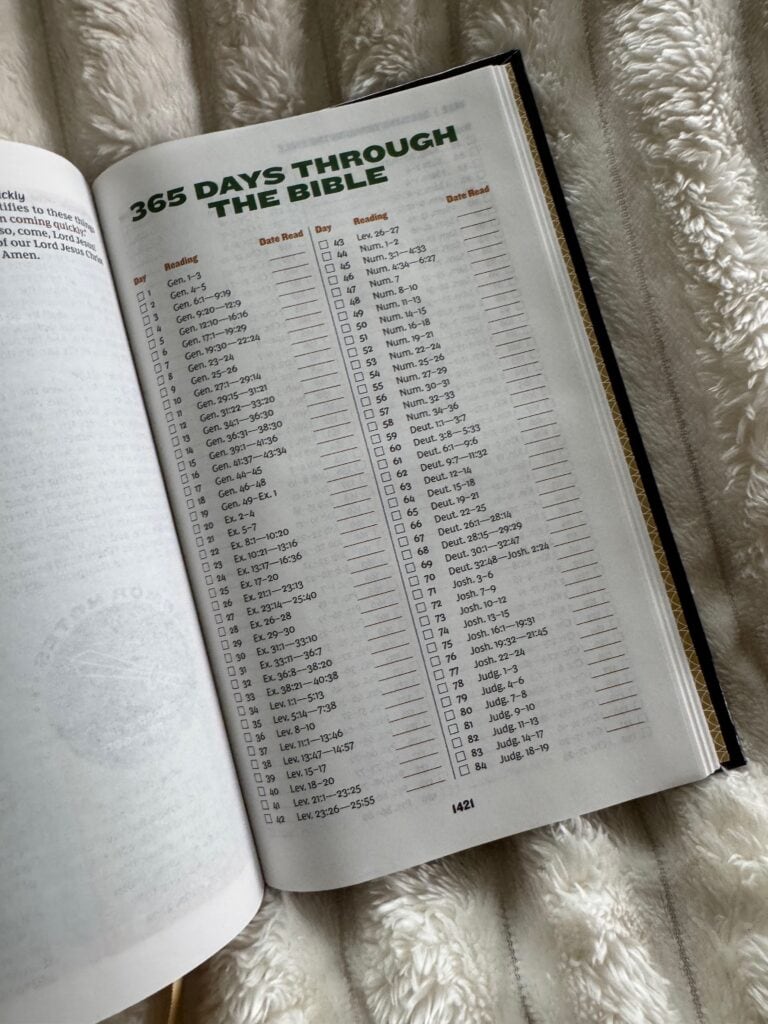 ckly
tifies to these things
n coming quickly."
so, come, Lord Jesus!
of our Lord Jesus Christ
Amen.
365 DAYS THROUGH
THE BIBLE
Day Reading Date Read
1 Gen. 1–3
2 Gen. 4–5
3 Gen. 6:1—9:19
4 Gen. 9:20—12:9
5 Gen. 12:10—16:16
6 Gen. 17:1—19:29
7 Gen. 19:30—22:24
8 Gen. 23–24
9 Gen. 25–26
10 Gen. 27:1—29:14
11 Gen. 29:15—31:21
12 Gen. 31:22—33:20
13 Gen. 34:1—36:30
14 Gen. 36:31—38:30
15 Gen. 39:1—41:36
16 Gen. 41:37—43:34
17 Gen. 44–45
18 Gen. 46–48
19 Gen. 49–Ex. 1
20 Ex. 2–4
21 Ex. 5–7
22 Ex. 8:1—10:20
23 Ex. 10:21—13:16
24 Ex. 13:17—16:36
25 Ex. 17–20
26 Ex. 21:1—23:13
27 Ex. 23:14—25:40
28 Ex. 26–28
29 Ex. 29–30
30 Ex. 31:1—33:10
31 Ex. 33:11—36:7
32 Ex. 36:8—38:20
33 Ex. 38:21—40:38
34 Lev. 1:1—5:13
35 Lev. 5:14—7:38
36 Lev. 8–10
37 Lev. 11:1—13:46
38 Lev. 13:47—14:57
39 Lev. 15–17
40 Lev. 18–20
41 Lev. 21:1—23:25
42 Lev. 23:26—25:55
Day Reading Date Read
43 Lev. 26–27
44 Num. 1–2
45 Num. 3:1—4:33
46 Num. 4:34—6:27
47 Num. 7
48 Num. 8–10
49 Num. 11–13
50 Num. 14–15
51 Num. 16–18
52 Num. 19–21
53 Num. 22–24
54 Num. 25–26
55 Num. 27–29
56 Num. 30–31
57 Num. 32–33
58 Num. 34–36
59 Deut. 1:1—3:7
60 Deut. 3:8—5:33
61 Deut. 6:1—9:6
62 Deut. 9:7—11:32
63 Deut. 12–14
64 Deut. 15–18
65 Deut. 19–21
66 Deut. 22–25
67 Deut. 26:1—28:14
68 Deut. 28:15—29:29
69 Deut. 30:1—32:47
70 Deut. 32:48—Josh. 2:24
71 Josh. 3–6
72 Josh. 7–9
73 Josh. 10–12
74 Josh. 13–15
75 Josh. 16:1—19:31
76 Josh. 19:32—21:45
77 Josh. 22–24
78 Judg. 1–3
79 Judg. 4–6
80 Judg. 7–8
81 Judg. 9–10
82 Judg. 11–13
83 Judg. 14–17
84 Judg. 18–19
1421